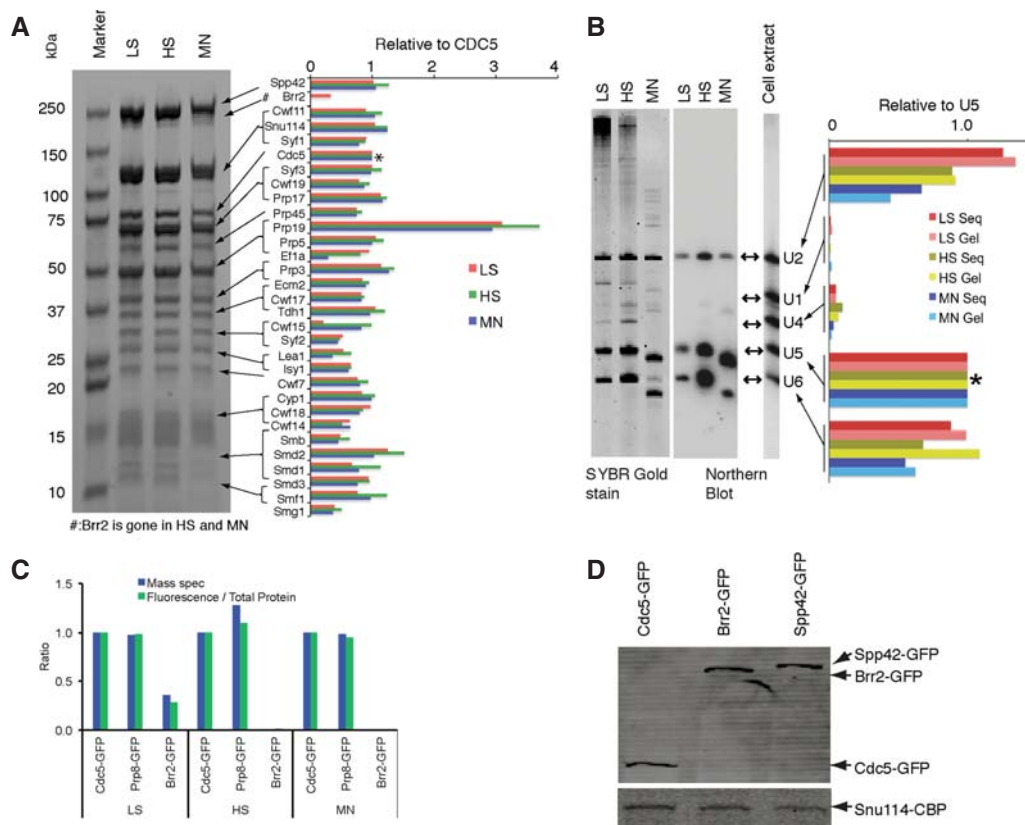 A
kDa
Marker
LS
HS
MN
250
150
100
75
50
37
25
20
15
10
#
Relative to CDC5
0 1 2 3 4
Spp42
Brr2
Cwf11
Snu114
Syf1
Cdc5
*
Syf3
Cwf19
Prp17
Prp45
Prp19
Prp5
Ef1a
Prp3
Ecm2
Cwf17
Tdh1
Cwf15
Syf2
Lea1
Isy1
Cwf7
Cyp1
Cwf18
Cwf14
Smb
Smd2
Smd1
Smd3
Smf1
Smg1
LS
HS
MN
#:Brr2 is gone in HS and MN
B
LS
HS
MN
LS
HS
MN
Cell extract
U2
U1
U4
U5
U6
SYBR Gold
stain
Northern
Blot
Relative to U5
0 1.0
*
LS Seq
LS Gel
HS Seq
HS Gel
MN Seq
MN Gel
C
Mass spec
Fluorescence / Total Protein
Ratio
1.5
1.0
0.5
0.0
Cdc5-GFP
Prp8-GFP
Brr2-GFP
Cdc5-GFP
Prp8-GFP
Brr2-GFP
Cdc5-GFP
Prp8-GFP
Brr2-GFP
LS
HS
MN
D
Cdc5-GFP
Brr2-GFP
Spp42-GFP
Spp42-GFP
Brr2-GFP
Cdc5-GFP
Snu114-CBP